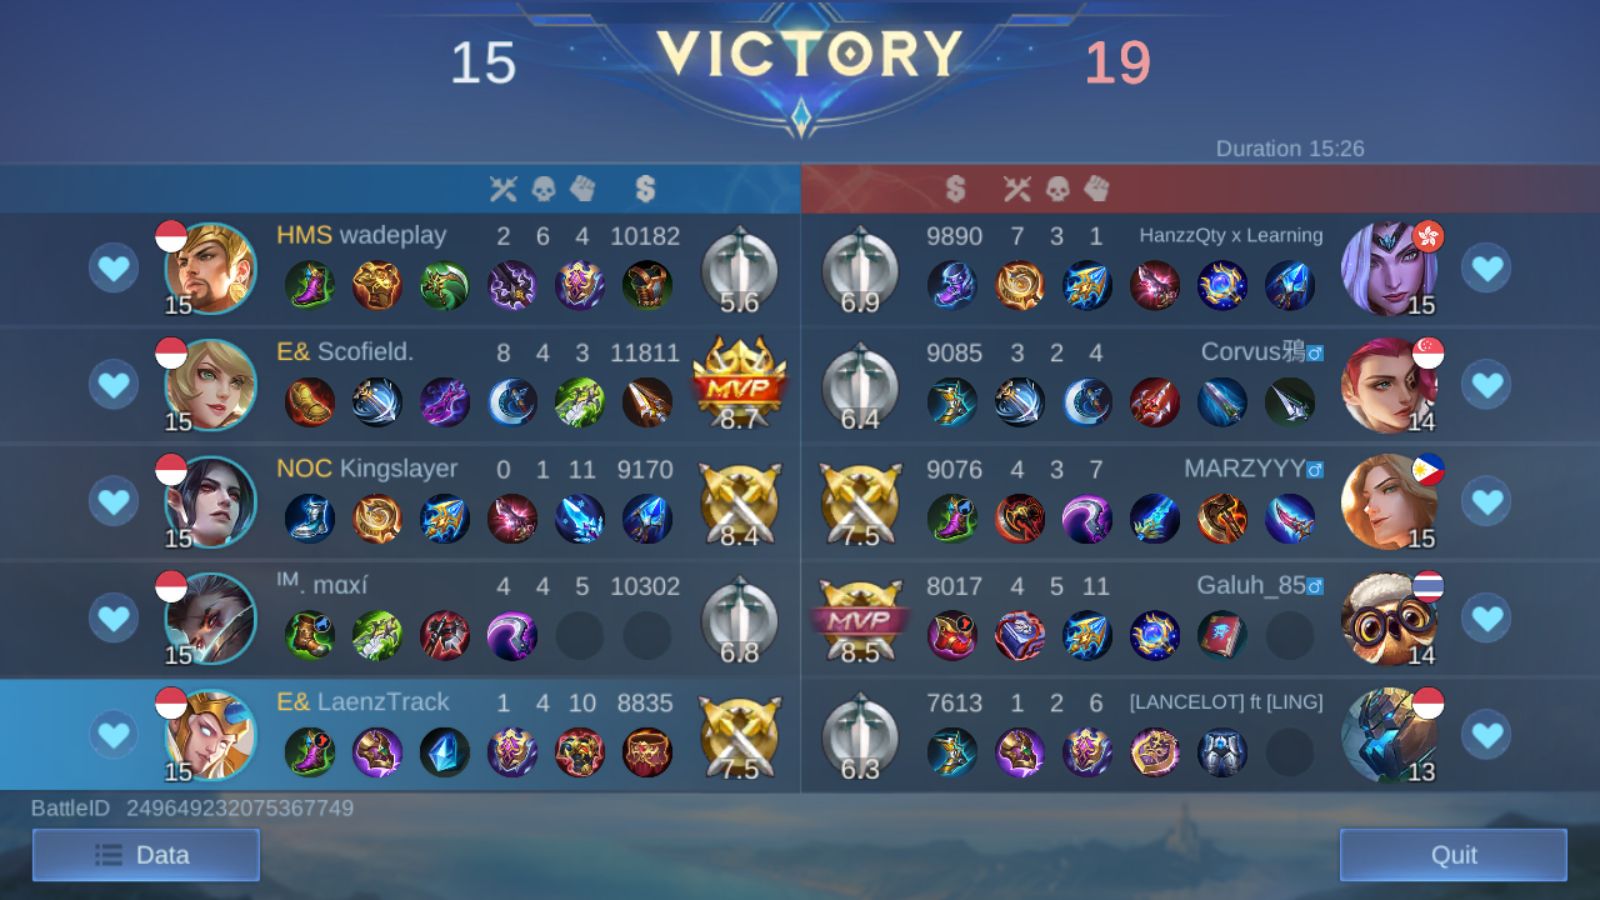 15 VICTORY 19
Duration 15:26
HMS wadeplay 2 6 4 10182 5.6 15
6.9 9890 7 3 1 HanzzQty x Learning 15
E& Scofield. 8 4 3 11811 MVP 8.7 15
6.4 9085 3 2 4 Corvus鴉 14
NOC Kingslayer 0 1 11 9170 8.4 15
7.5 9076 4 3 7 MARZYYY 15
ᴵᴹ. mαxí 4 4 5 10302 6.8 15
MVP 8.5 8017 4 5 11 Galuh_85 14
E& LaenzTrack 1 4 10 8835 7.5 15
6.3 7613 1 2 6 [LANCELOT] ft [LING] 13
BattleID 249649232075367749
Data
Quit